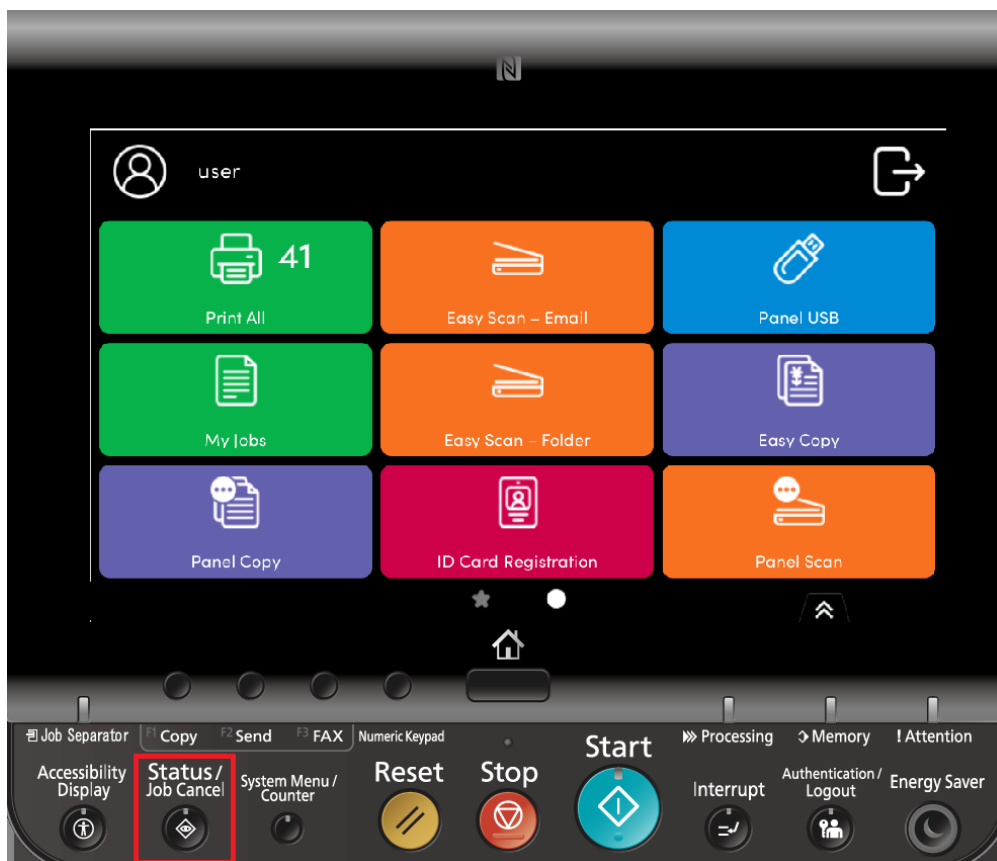 user
41
Print All
Easy Scan – Email
Panel USB
My Jobs
Easy Scan – Folder
Easy Copy
Panel Copy
ID Card Registration
Panel Scan
Job Separator
F1 Copy F2 Send F3 FAX
Numeric Keypad
Processing
Memory
! Attention
Accessibility
Display
Status /
Job Cancel
System Menu /
Counter
Reset
Stop
Start
Interrupt
Authentication /
Logout
Energy Saver